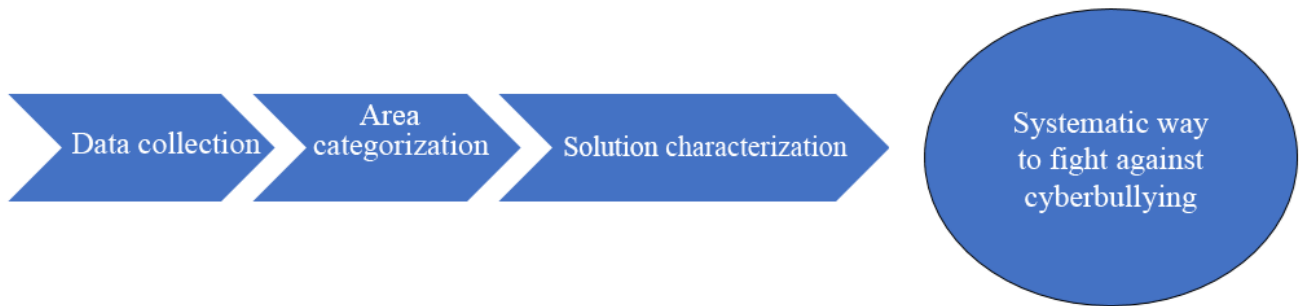 Data collection
Area
categorization
Solution characterization
Systematic way
to fight against
cyberbullying